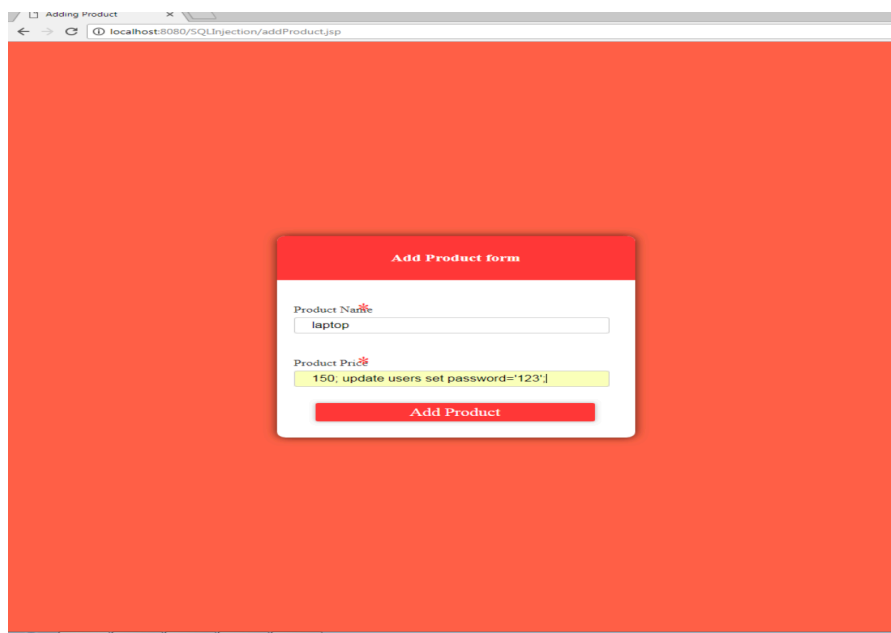 Adding Product
localhost:8080/SQLInjection/addProduct.jsp
Add Product form
Product Name*
laptop
Product Price*
150; update users set password='123';
Add Product